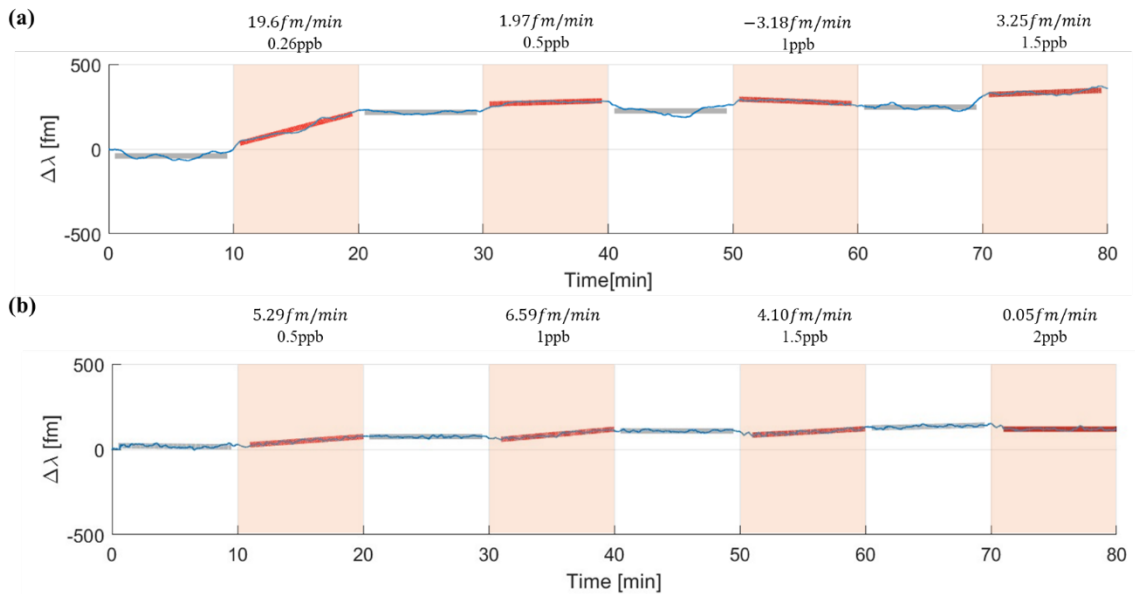 (a)
19.6fm/min 1.97fm/min −3.18fm/min 3.25fm/min
0.26ppb 0.5ppb 1ppb 1.5ppb
500
0
-500
Δλ [fm]
0 10 20 30 40 50 60 70 80
Time[min]
(b)
5.29fm/min 6.59fm/min 4.10fm/min 0.05fm/min
0.5ppb 1ppb 1.5ppb 2ppb
500
0
-500
Δλ [fm]
0 10 20 30 40 50 60 70 80
Time [min]